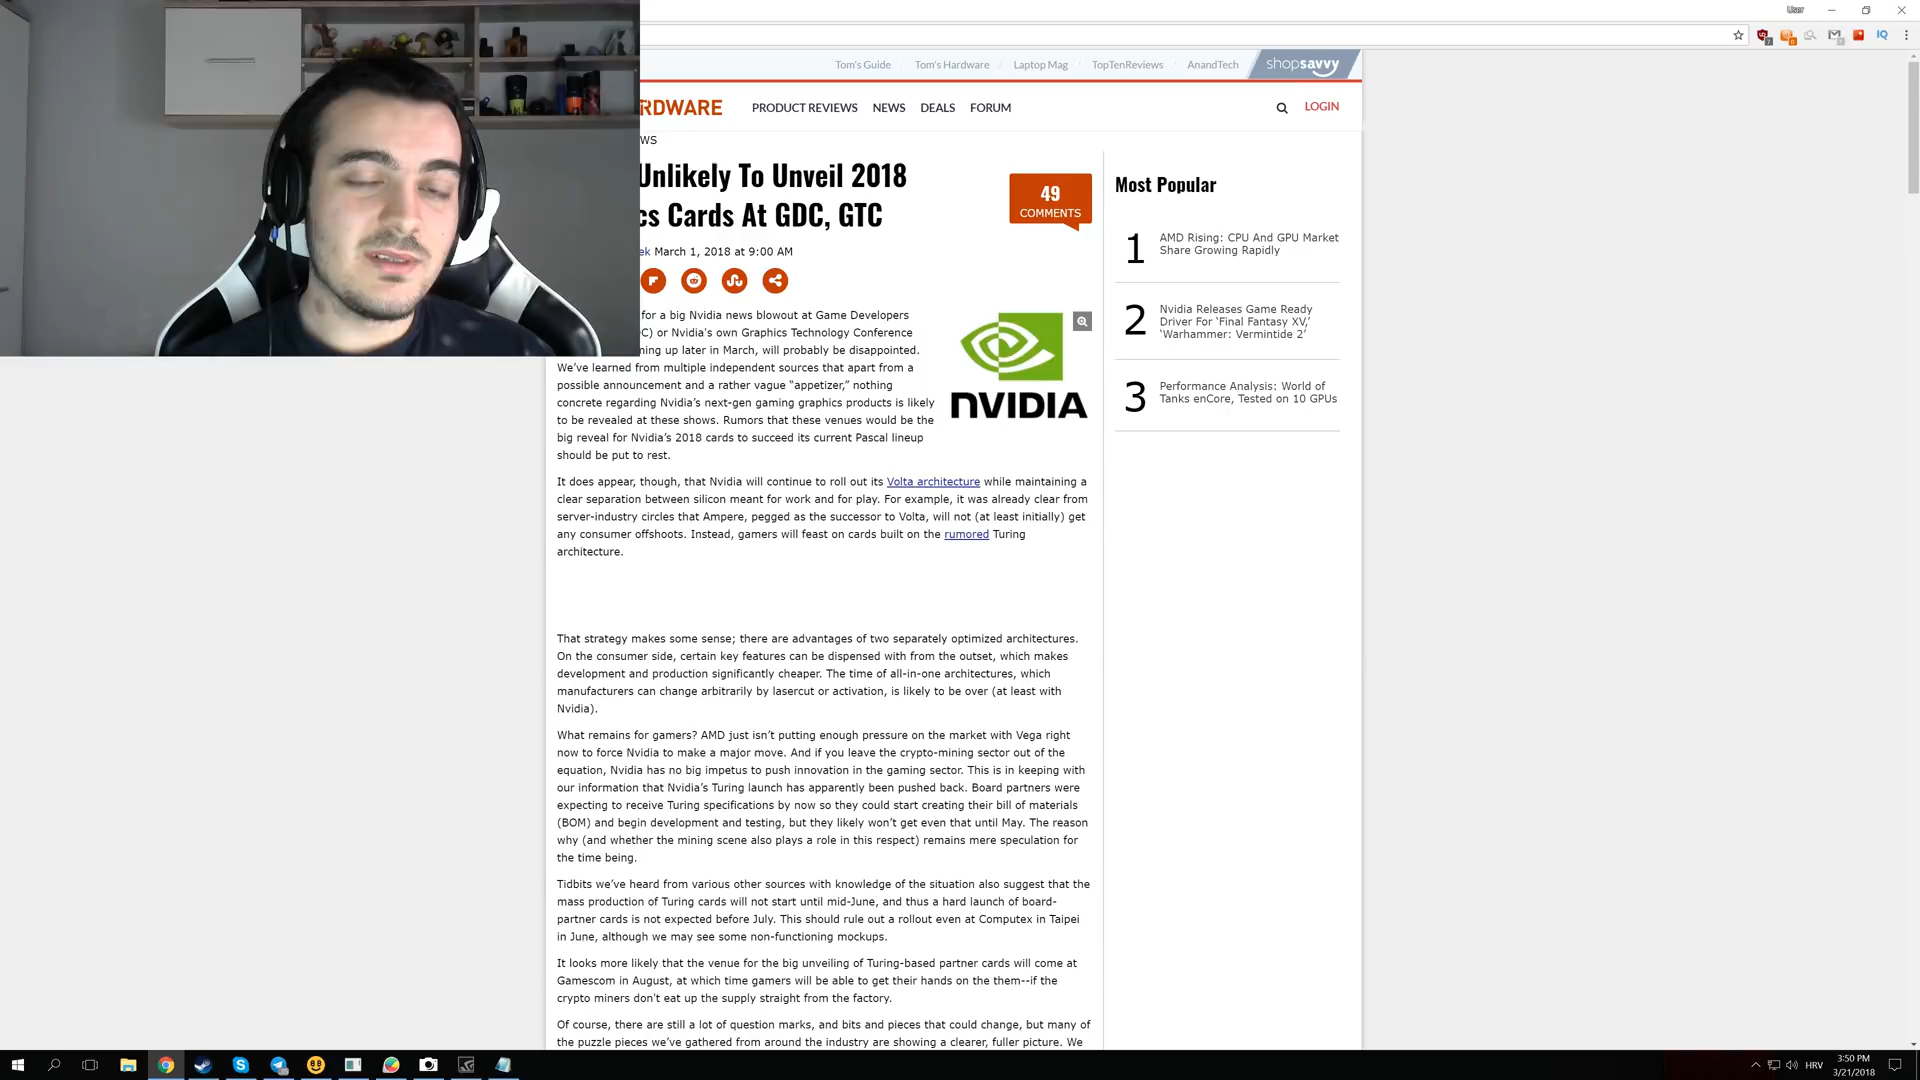 User
Tom's Guide
Tom's Hardware
Laptop Mag
TopTenReviews
AnandTech
shopsavvy
RDWARE
PRODUCT REVIEWS
NEWS
DEALS
FORUM
LOGIN
WS
Unlikely To Unveil 2018
cs Cards At GDC, GTC
49
COMMENTS
ek March 1, 2018 at 9:00 AM
for a big Nvidia news blowout at Game Developers
C) or Nvidia's own Graphics Technology Conference
ning up later in March, will probably be disappointed.
We've learned from multiple independent sources that apart from a
possible announcement and a rather vague “appetizer,” nothing
concrete regarding Nvidia's next-gen gaming graphics products is likely
to be revealed at these shows. Rumors that these venues would be the
big reveal for Nvidia's 2018 cards to succeed its current Pascal lineup
should be put to rest.
NVIDIA
It does appear, though, that Nvidia will continue to roll out its Volta architecture while maintaining a
clear separation between silicon meant for work and for play. For example, it was already clear from
server-industry circles that Ampere, pegged as the successor to Volta, will not (at least initially) get
any consumer offshoots. Instead, gamers will feast on cards built on the rumored Turing
architecture.
That strategy makes some sense; there are advantages of two separately optimized architectures.
On the consumer side, certain key features can be dispensed with from the outset, which makes
development and production significantly cheaper. The time of all-in-one architectures, which
manufacturers can change arbitrarily by lasercut or activation, is likely to be over (at least with
Nvidia).
What remains for gamers? AMD just isn't putting enough pressure on the market with Vega right
now to force Nvidia to make a major move. And if you leave the crypto-mining sector out of the
equation, Nvidia has no big impetus to push innovation in the gaming sector. This is in keeping with
our information that Nvidia's Turing launch has apparently been pushed back. Board partners were
expecting to receive Turing specifications by now so they could start creating their bill of materials
(BOM) and begin development and testing, but they likely won't get even that until May. The reason
why (and whether the mining scene also plays a role in this respect) remains mere speculation for
the time being.
Tidbits we've heard from various other sources with knowledge of the situation also suggest that the
mass production of Turing cards will not start until mid-June, and thus a hard launch of board-
partner cards is not expected before July. This should rule out a rollout even at Computex in Taipei
in June, although we may see some non-functioning mockups.
It looks more likely that the venue for the big unveiling of Turing-based partner cards will come at
Gamescom in August, at which time gamers will be able to get their hands on the them--if the
crypto miners don't eat up the supply straight from the factory.
Of course, there are still a lot of question marks, and bits and pieces that could change, but many of
the puzzle pieces we've gathered from around the industry are showing a clearer, fuller picture. We
Most Popular
1
AMD Rising: CPU And GPU Market
Share Growing Rapidly
2
Nvidia Releases Game Ready
Driver For 'Final Fantasy XV,'
'Warhammer: Vermintide 2'
3
Performance Analysis: World of
Tanks enCore, Tested on 10 GPUs
IQ
HRV
3:50 PM
3/21/2018